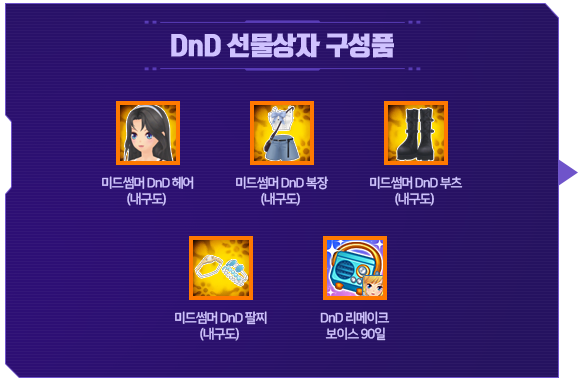 DnD 선물상자 구성품
미드썸머 DnD 헤어
(내구도)
미드썸머 DnD 복장
(내구도)
미드썸머 DnD 부츠
(내구도)
미드썸머 DnD 팔찌
(내구도)
DnD 리메이크
보이스 90일